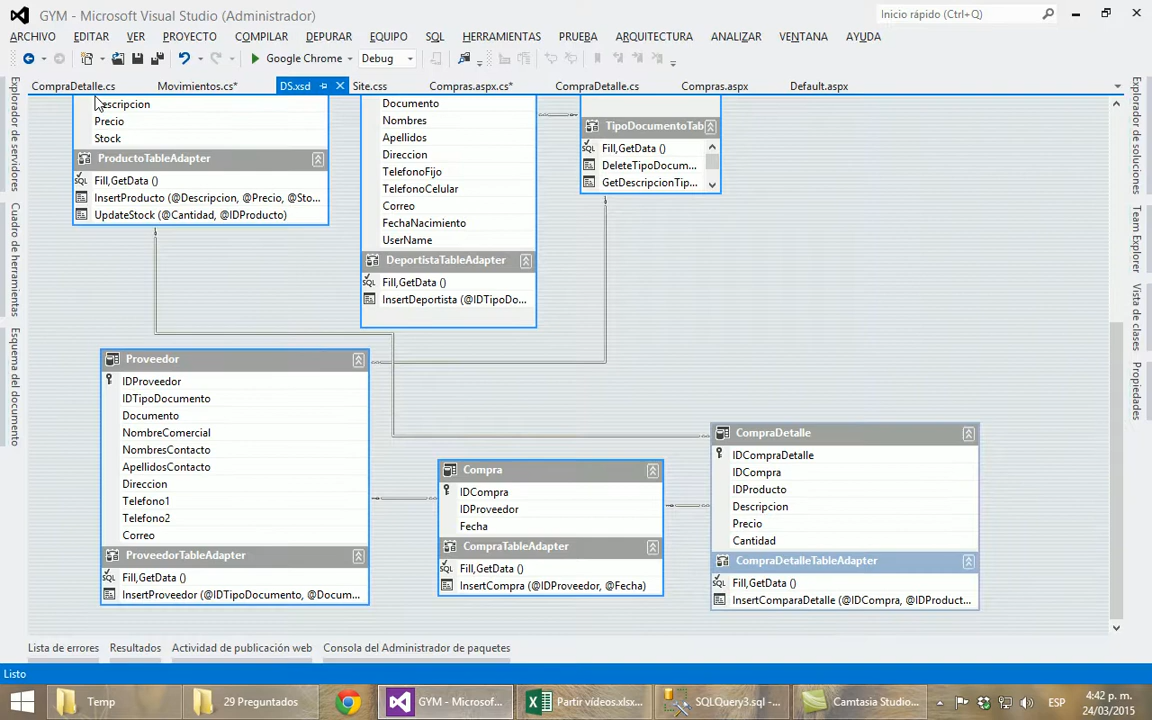 GYM - Microsoft Visual Studio (Administrador)
Inicio rápido (Ctrl+Q)
ARCHIVO EDITAR VER PROYECTO COMPILAR DEPURAR EQUIPO SQL HERRAMIENTAS PRUEBA ARQUITECTURA ANALIZAR VENTANA AYUDA
Google Chrome Debug
CompraDetalle.cs Movimientos.cs* DS.xsd Site.css Compras.aspx.cs* CompraDetalle.cs Compras.aspx Default.aspx
Explorador de servidores
Cuadro de herramientas
Esquema del documento
Descripcion
Precio
Stock
ProductoTableAdapter
Fill,GetData ()
InsertProducto (@Descripcion, @Precio, @Sto...
UpdateStock (@Cantidad, @IDProducto)
Documento
Nombres
Apellidos
Direccion
TelefonoFijo
TelefonoCelular
Correo
FechaNacimiento
UserName
DeportistaTableAdapter
Fill,GetData ()
InsertDeportista (@IDTipoDo...
TipoDocumentoTab
Fill,GetData ()
DeleteTipoDocum...
GetDescripcionTip...
Proveedor
IDProveedor
IDTipoDocumento
Documento
NombreComercial
NombresContacto
ApellidosContacto
Direccion
Telefono1
Telefono2
Correo
ProveedorTableAdapter
Fill,GetData ()
InsertProveedor (@IDTipoDocumento, @Docum...
Compra
IDCompra
IDProveedor
Fecha
CompraTableAdapter
Fill,GetData ()
InsertCompra (@IDProveedor, @Fecha)
CompraDetalle
IDCompraDetalle
IDCompra
IDProducto
Descripcion
Precio
Cantidad
CompraDetalleTableAdapter
Fill,GetData ()
InsertComparaDetalle (@IDCompra, @IDProduct...
Explorador de soluciones
Team Explorer
Vista de clases
Propiedades
Lista de errores Resultados Actividad de publicación web Consola del Administrador de paquetes
Listo
Temp 29 Preguntados GYM - Microsof... Partir vídeos.xlsx... SQLQuery3.sql -... Camtasia Studio... ESP
4:42 p. m.
24/03/2015